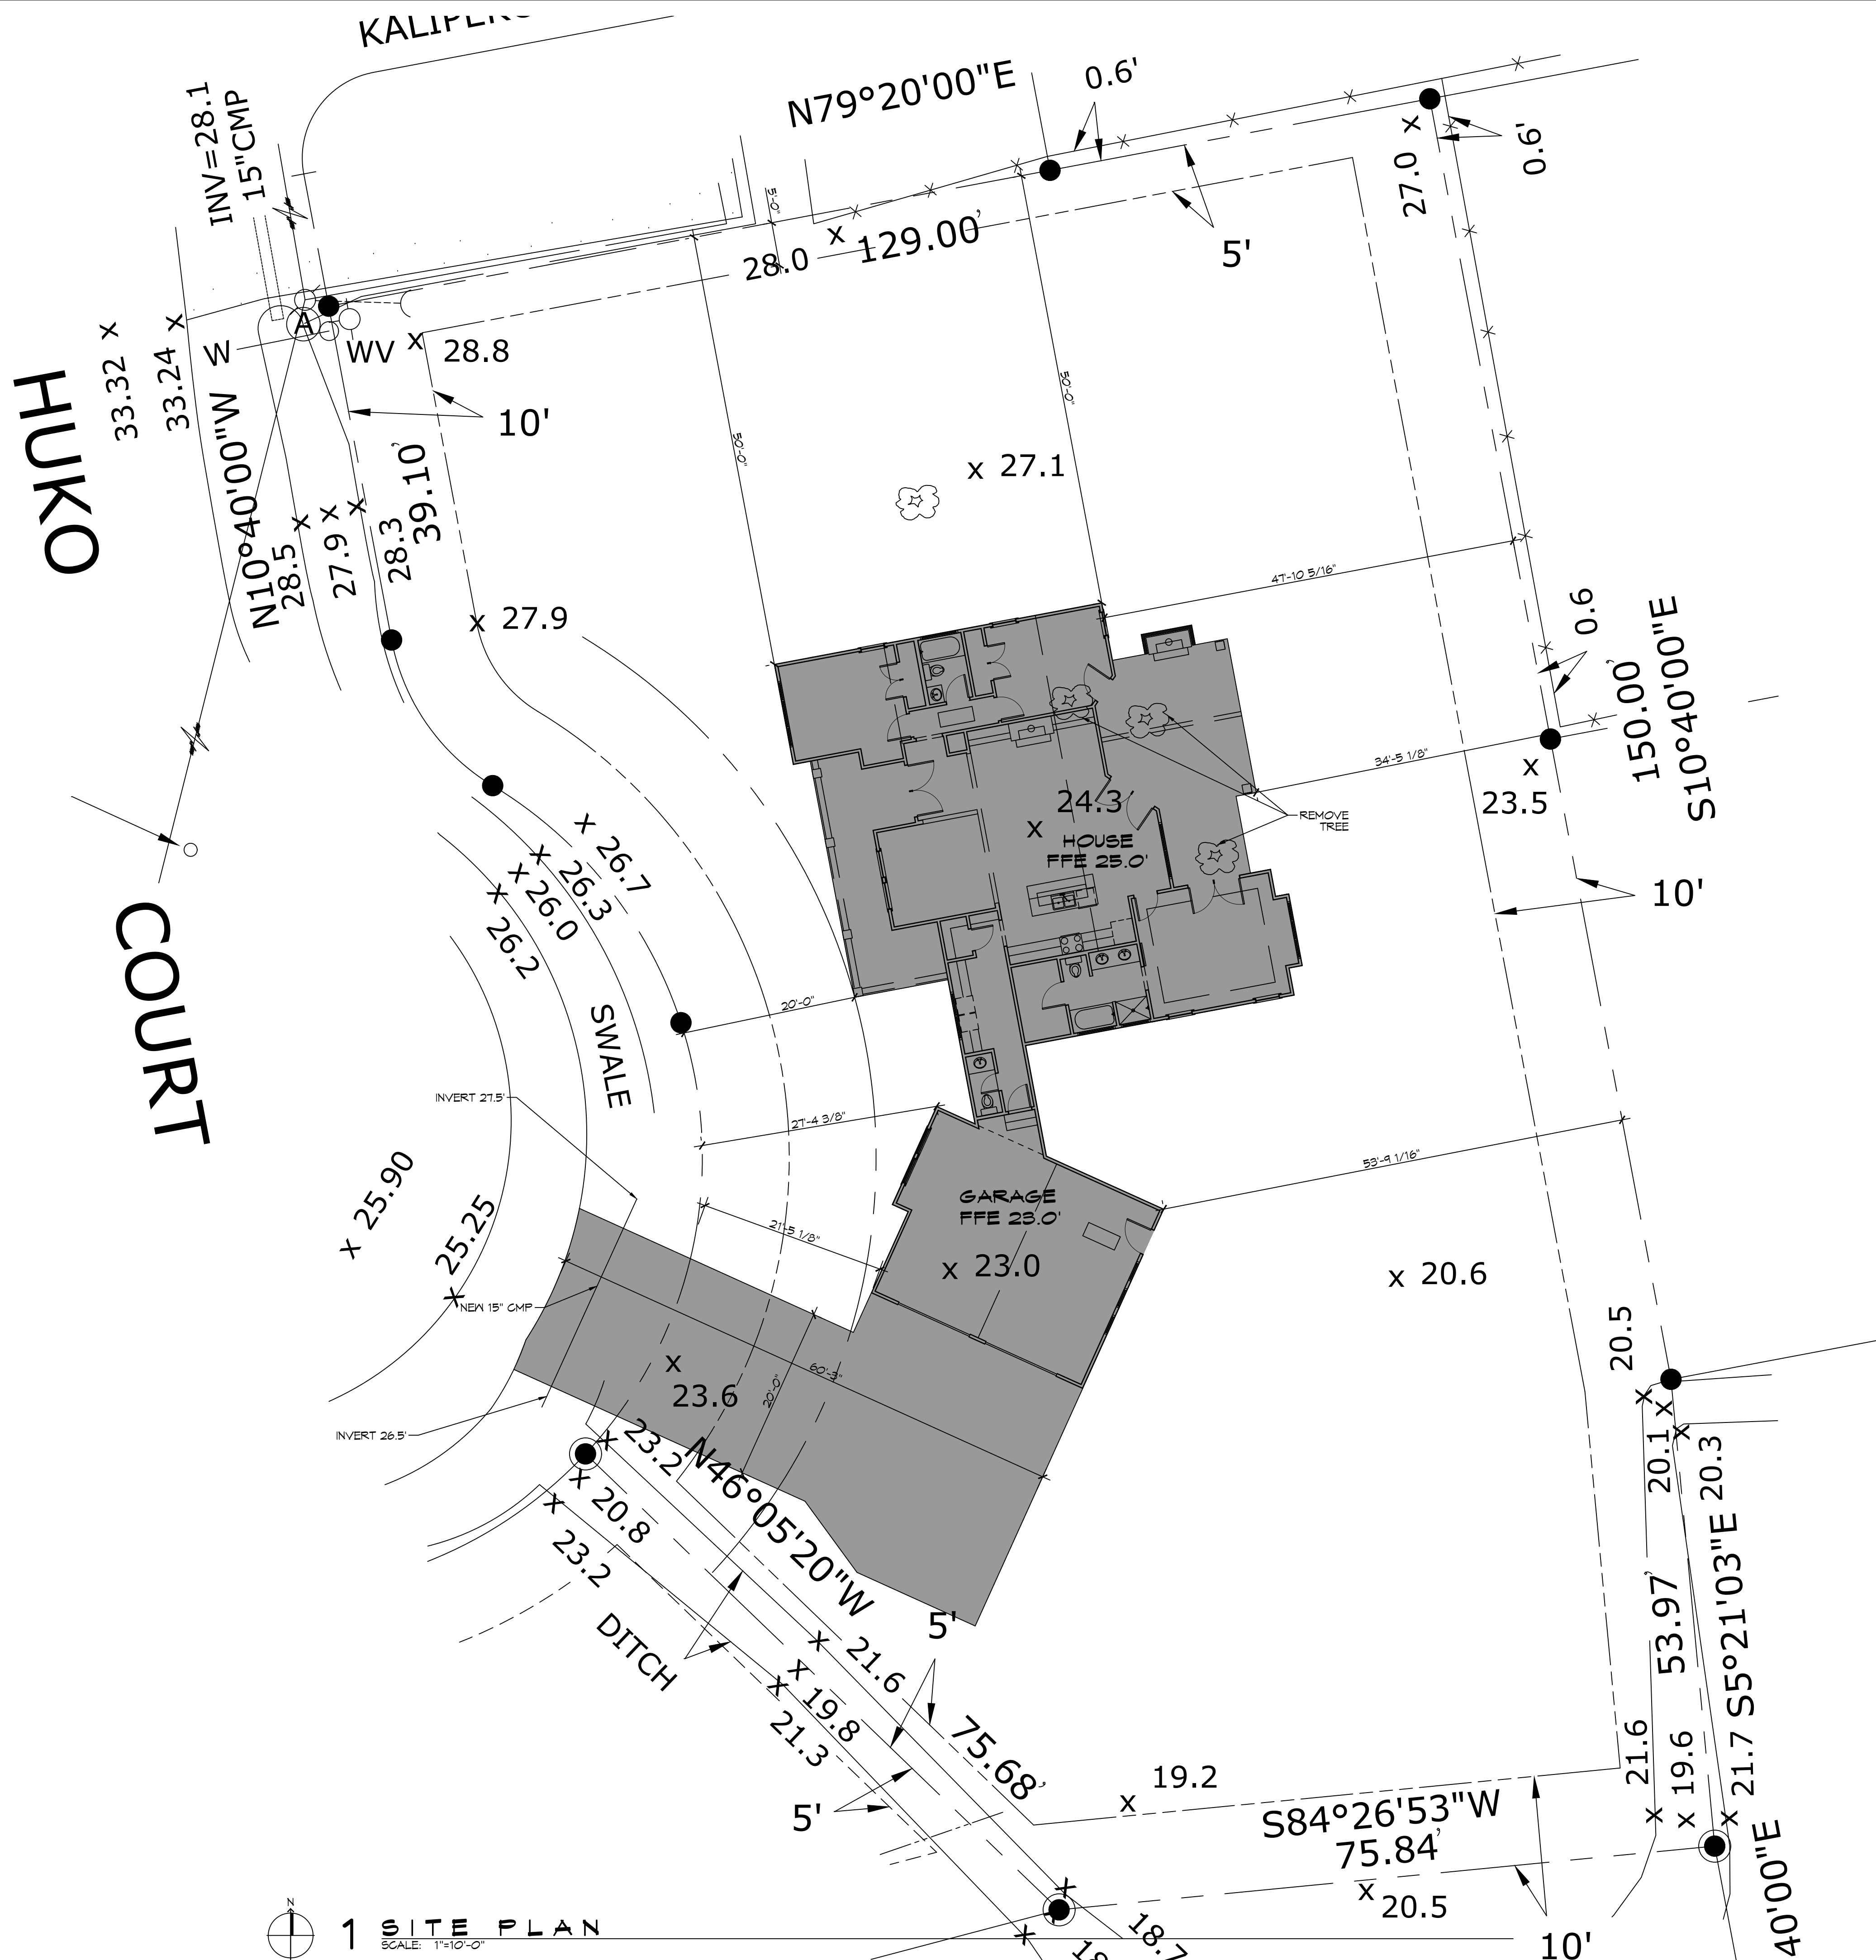 N79°20'00"E
0.6'
INV=28.1
15"CMP
27.0 x
0.6'
5'-0"
x
28.0
129.00'
5'
33.32 x
33.24 x
A
W
WV
x 28.8
10'
HUKO
N10°40'00"W
39.10'
28.5 x
27.9 x
x
28.3
50'-0"
50'-0"
x 27.1
47'-10 5/16"
x 27.9
0.6
150.00'
S10°40'00"E
34'-5 1/8"
x
23.5
24.3
x
HOUSE
FFE 25.0'
REMOVE
TREE
10'
x 26.7
x 26.3
x 26.0
x 26.2
COURT
SWALE
20'-0"
INVERT 27.5'
27'-4 3/8"
53'-9 1/16"
x 25.90
x 25.25
GARAGE
FFE 23.0'
21'-5 1/8"
x 23.0
x 20.6
NEW 15" CMP
20.5
x
60'-3"
20'-0"
x
23.6
INVERT 26.5'
x 23.2
N46°05'20"W
x 20.8
x
23.2
x
20.1
x
20.3
DITCH
5'
x 21.6
x 19.8
x
21.3
75.68'
53.97'
S5°21'03"E
5'
19.2
x
21.6
x
19.6
x
21.7
x
S84°26'53"W
75.84'
x 20.5
10'
x
18.7
x
40'00"E
N
1 SITE PLAN
SCALE: 1"=10'-0"